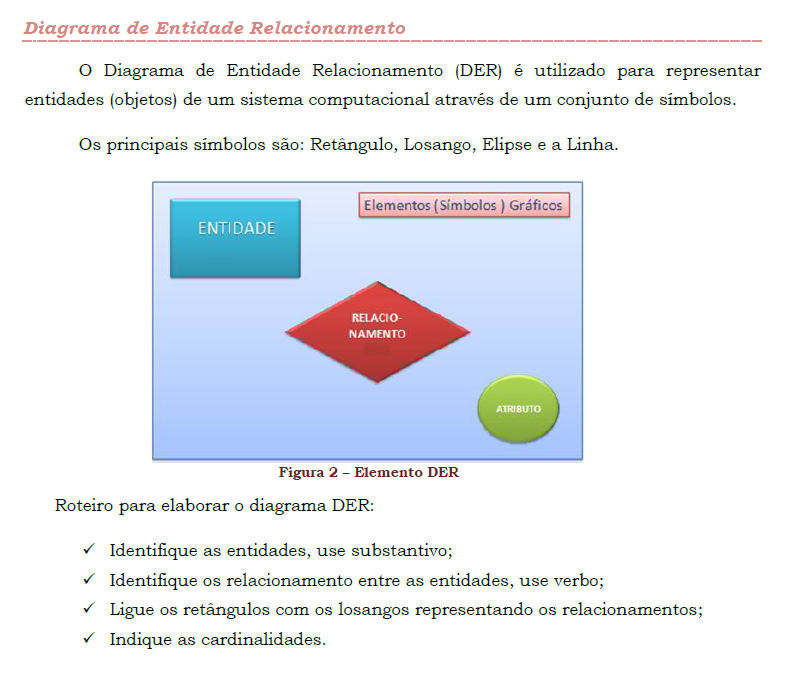 Diagrama de Entidade Relacionamento
O Diagrama de Entidade Relacionamento (DER) é utilizado para representar
entidades (objetos) de um sistema computacional através de um conjunto de símbolos.
Os principais símbolos são: Retângulo, Losango, Elipse e a Linha.
Elementos (Símbolos ) Gráficos
ENTIDADE
RELACIO-
NAMENTO
ATRIBUTO
Figura 2 – Elemento DER
Roteiro para elaborar o diagrama DER:
✓ Identifique as entidades, use substantivo;
✓ Identifique os relacionamento entre as entidades, use verbo;
✓ Ligue os retângulos com os losangos representando os relacionamentos;
✓ Indique as cardinalidades.